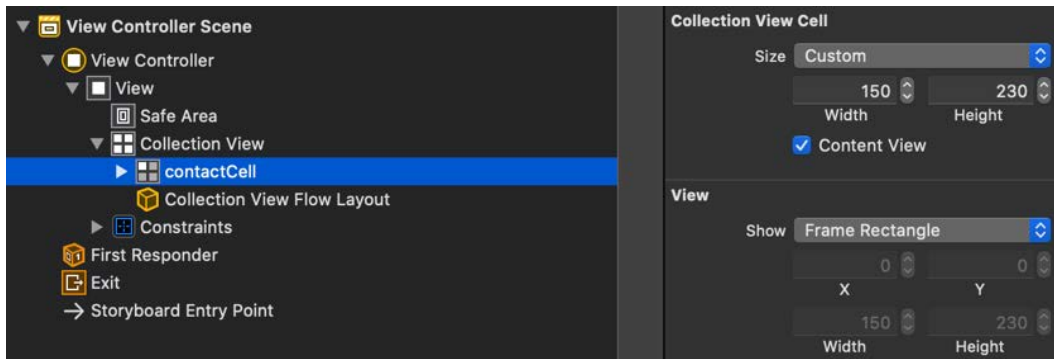 View Controller Scene
View Controller
View
Safe Area
Collection View
contactCell
Collection View Flow Layout
Constraints
First Responder
Exit
Storyboard Entry Point
Collection View Cell
Size Custom
150 230
Width Height
Content View
View
Show Frame Rectangle
0 0
X Y
150 230
Width Height